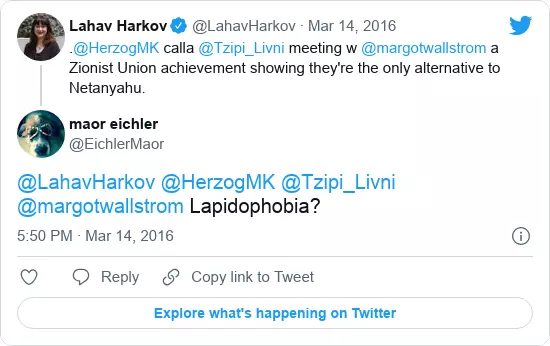 Lahav Harkov @LahavHarkov · Mar 14, 2016
.@HerzogMK calla @Tzipi_Livni meeting w @margotwallstrom a
Zionist Union achievement showing they're the only alternative to
Netanyahu.
maor eichler
@EichlerMaor
@LahavHarkov @HerzogMK @Tzipi_Livni
@margotwallstrom Lapidophobia?
5:50 PM · Mar 14, 2016
Reply
Copy link to Tweet
Explore what's happening on Twitter